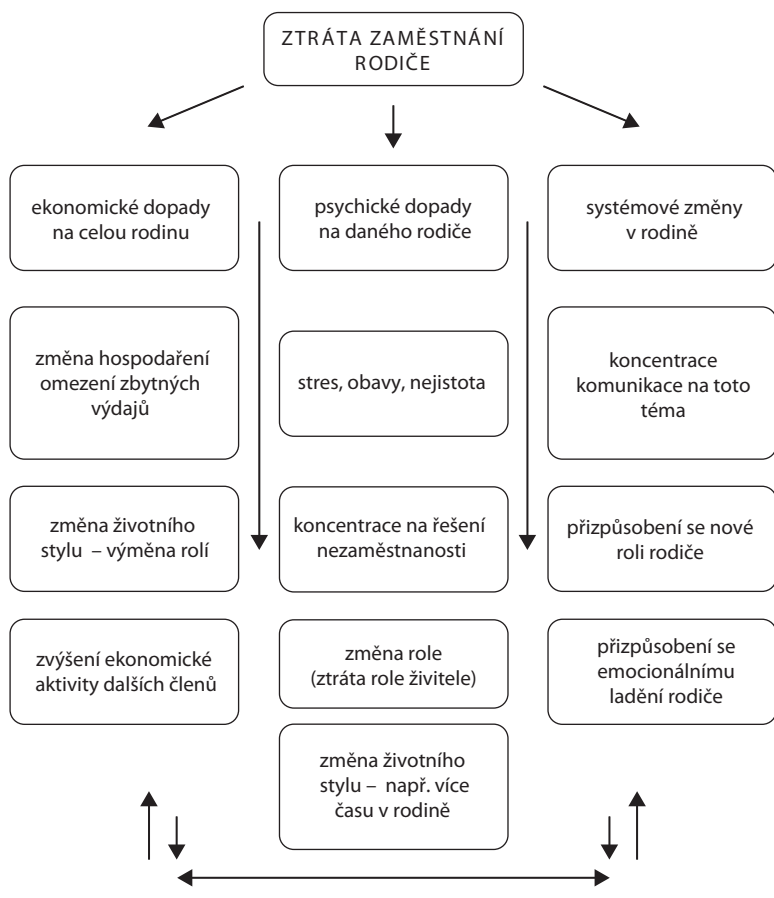 ZTRÁTA ZAMĚSTNÁNÍ
RODIČE
ekonomické dopady
na celou rodinu
psychické dopady
na daného rodiče
systémové změny
v rodině
změna hospodaření
omezení zbytných
výdajů
stres, obavy, nejistota
koncentrace
komunikace na toto
téma
změna životního
stylu – výměna rolí
koncentrace na řešení
nezaměstnanosti
přizpůsobení se nové
roli rodiče
zvýšení ekonomické
aktivity dalších členů
změna role
(ztráta role živitele)
přizpůsobení se
emocionálnímu
ladění rodiče
změna životního
stylu – např. více
času v rodině